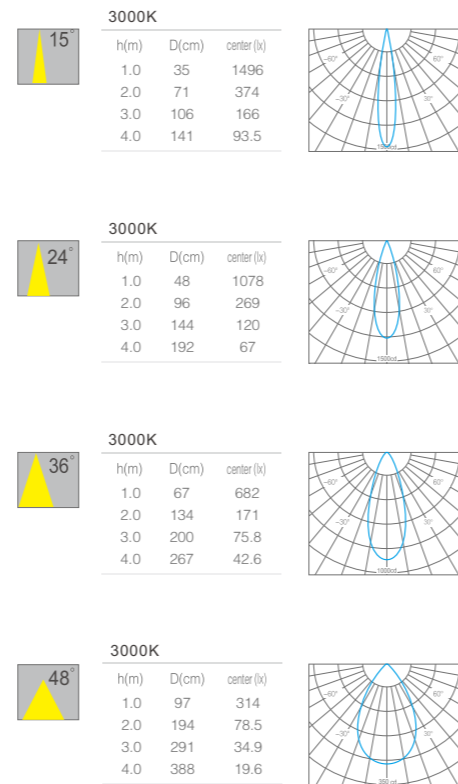 15°
3000K
h(m) D(cm) center (lx)
1.0 35 1496
2.0 71 374
3.0 106 166
4.0 141 93.5
-60° 60°
-30° 30°
1500cd
24°
3000K
h(m) D(cm) center (lx)
1.0 48 1078
2.0 96 269
3.0 144 120
4.0 192 67
-60° 60°
-30° 30°
1500cd
36°
3000K
h(m) D(cm) center (lx)
1.0 67 682
2.0 134 171
3.0 200 75.8
4.0 267 42.6
-60° 60°
-30° 30°
1000cd
48°
3000K
h(m) D(cm) center (lx)
1.0 97 314
2.0 194 78.5
3.0 291 34.9
4.0 388 19.6
-60° 60°
-30° 30°
350 cd